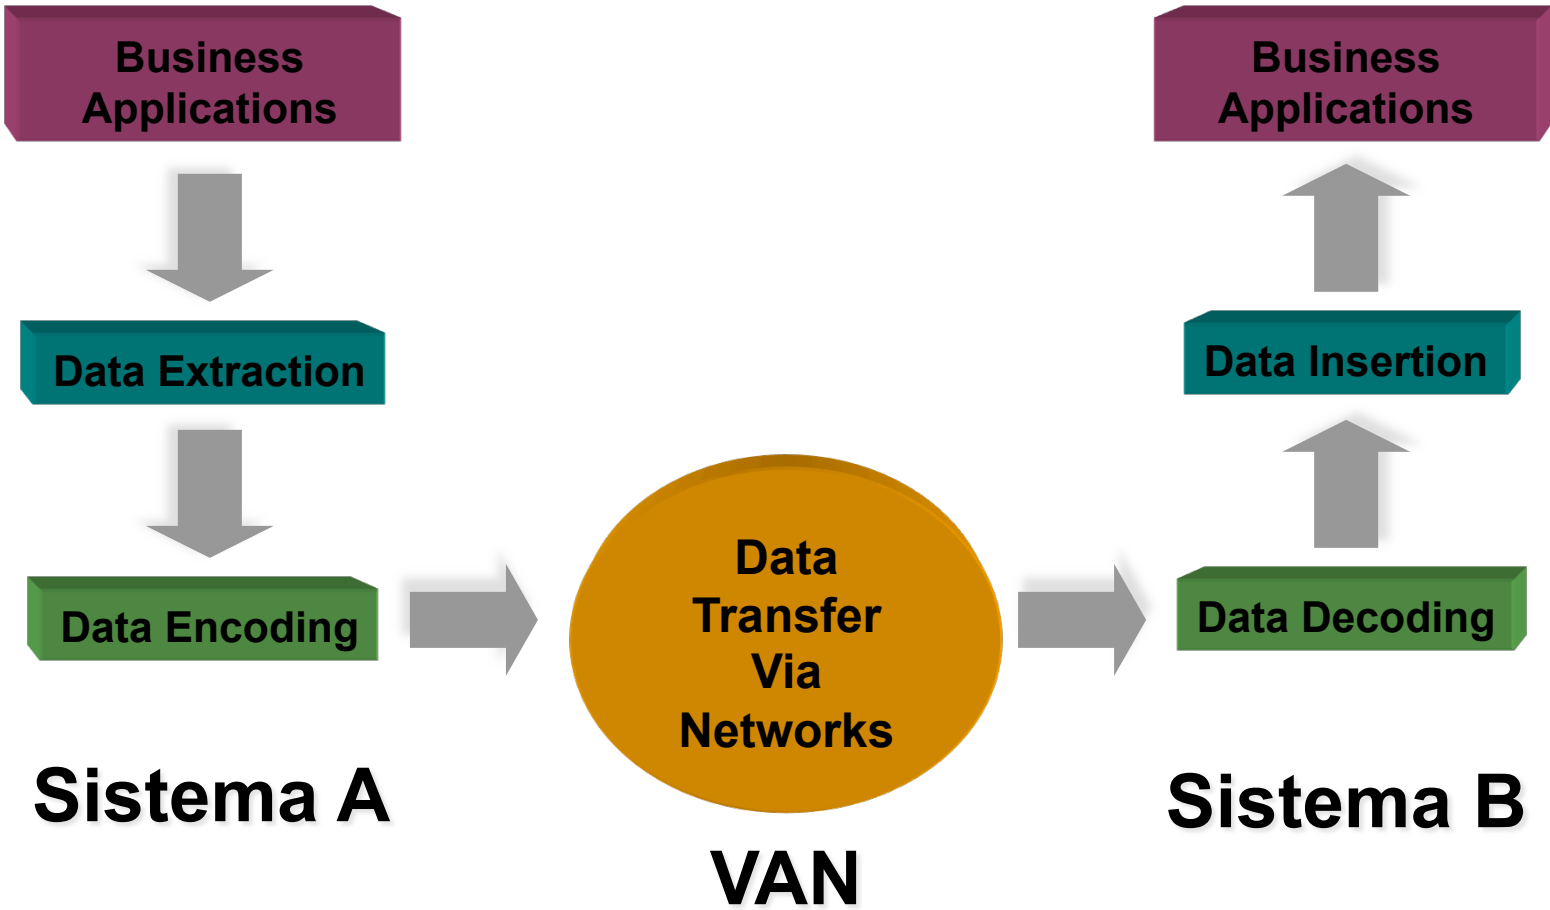 Business
Applications
Data Extraction
Data Encoding
Sistema A
Data
Transfer
Via
Networks
VAN
Business
Applications
Data Insertion
Data Decoding
Sistema B